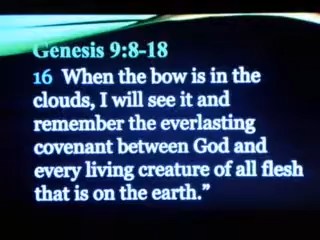 Genesis 9:8-18
16 When the bow is in the
clouds, I will see it and
remember the everlasting
covenant between God and
every living creature of all flesh
that is on the earth.”